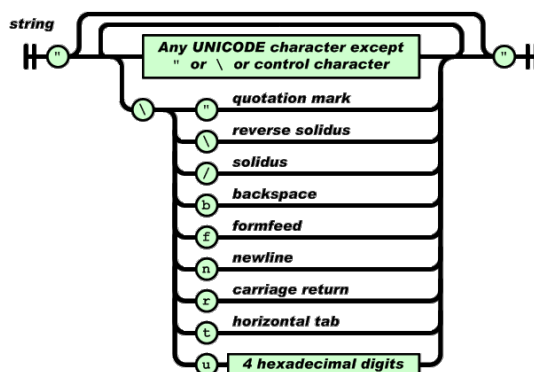 string
" Any UNICODE character except "
" or \ or control character
\ " quotation mark
\ reverse solidus
/ solidus
b backspace
f formfeed
n newline
r carriage return
t horizontal tab
u 4 hexadecimal digits